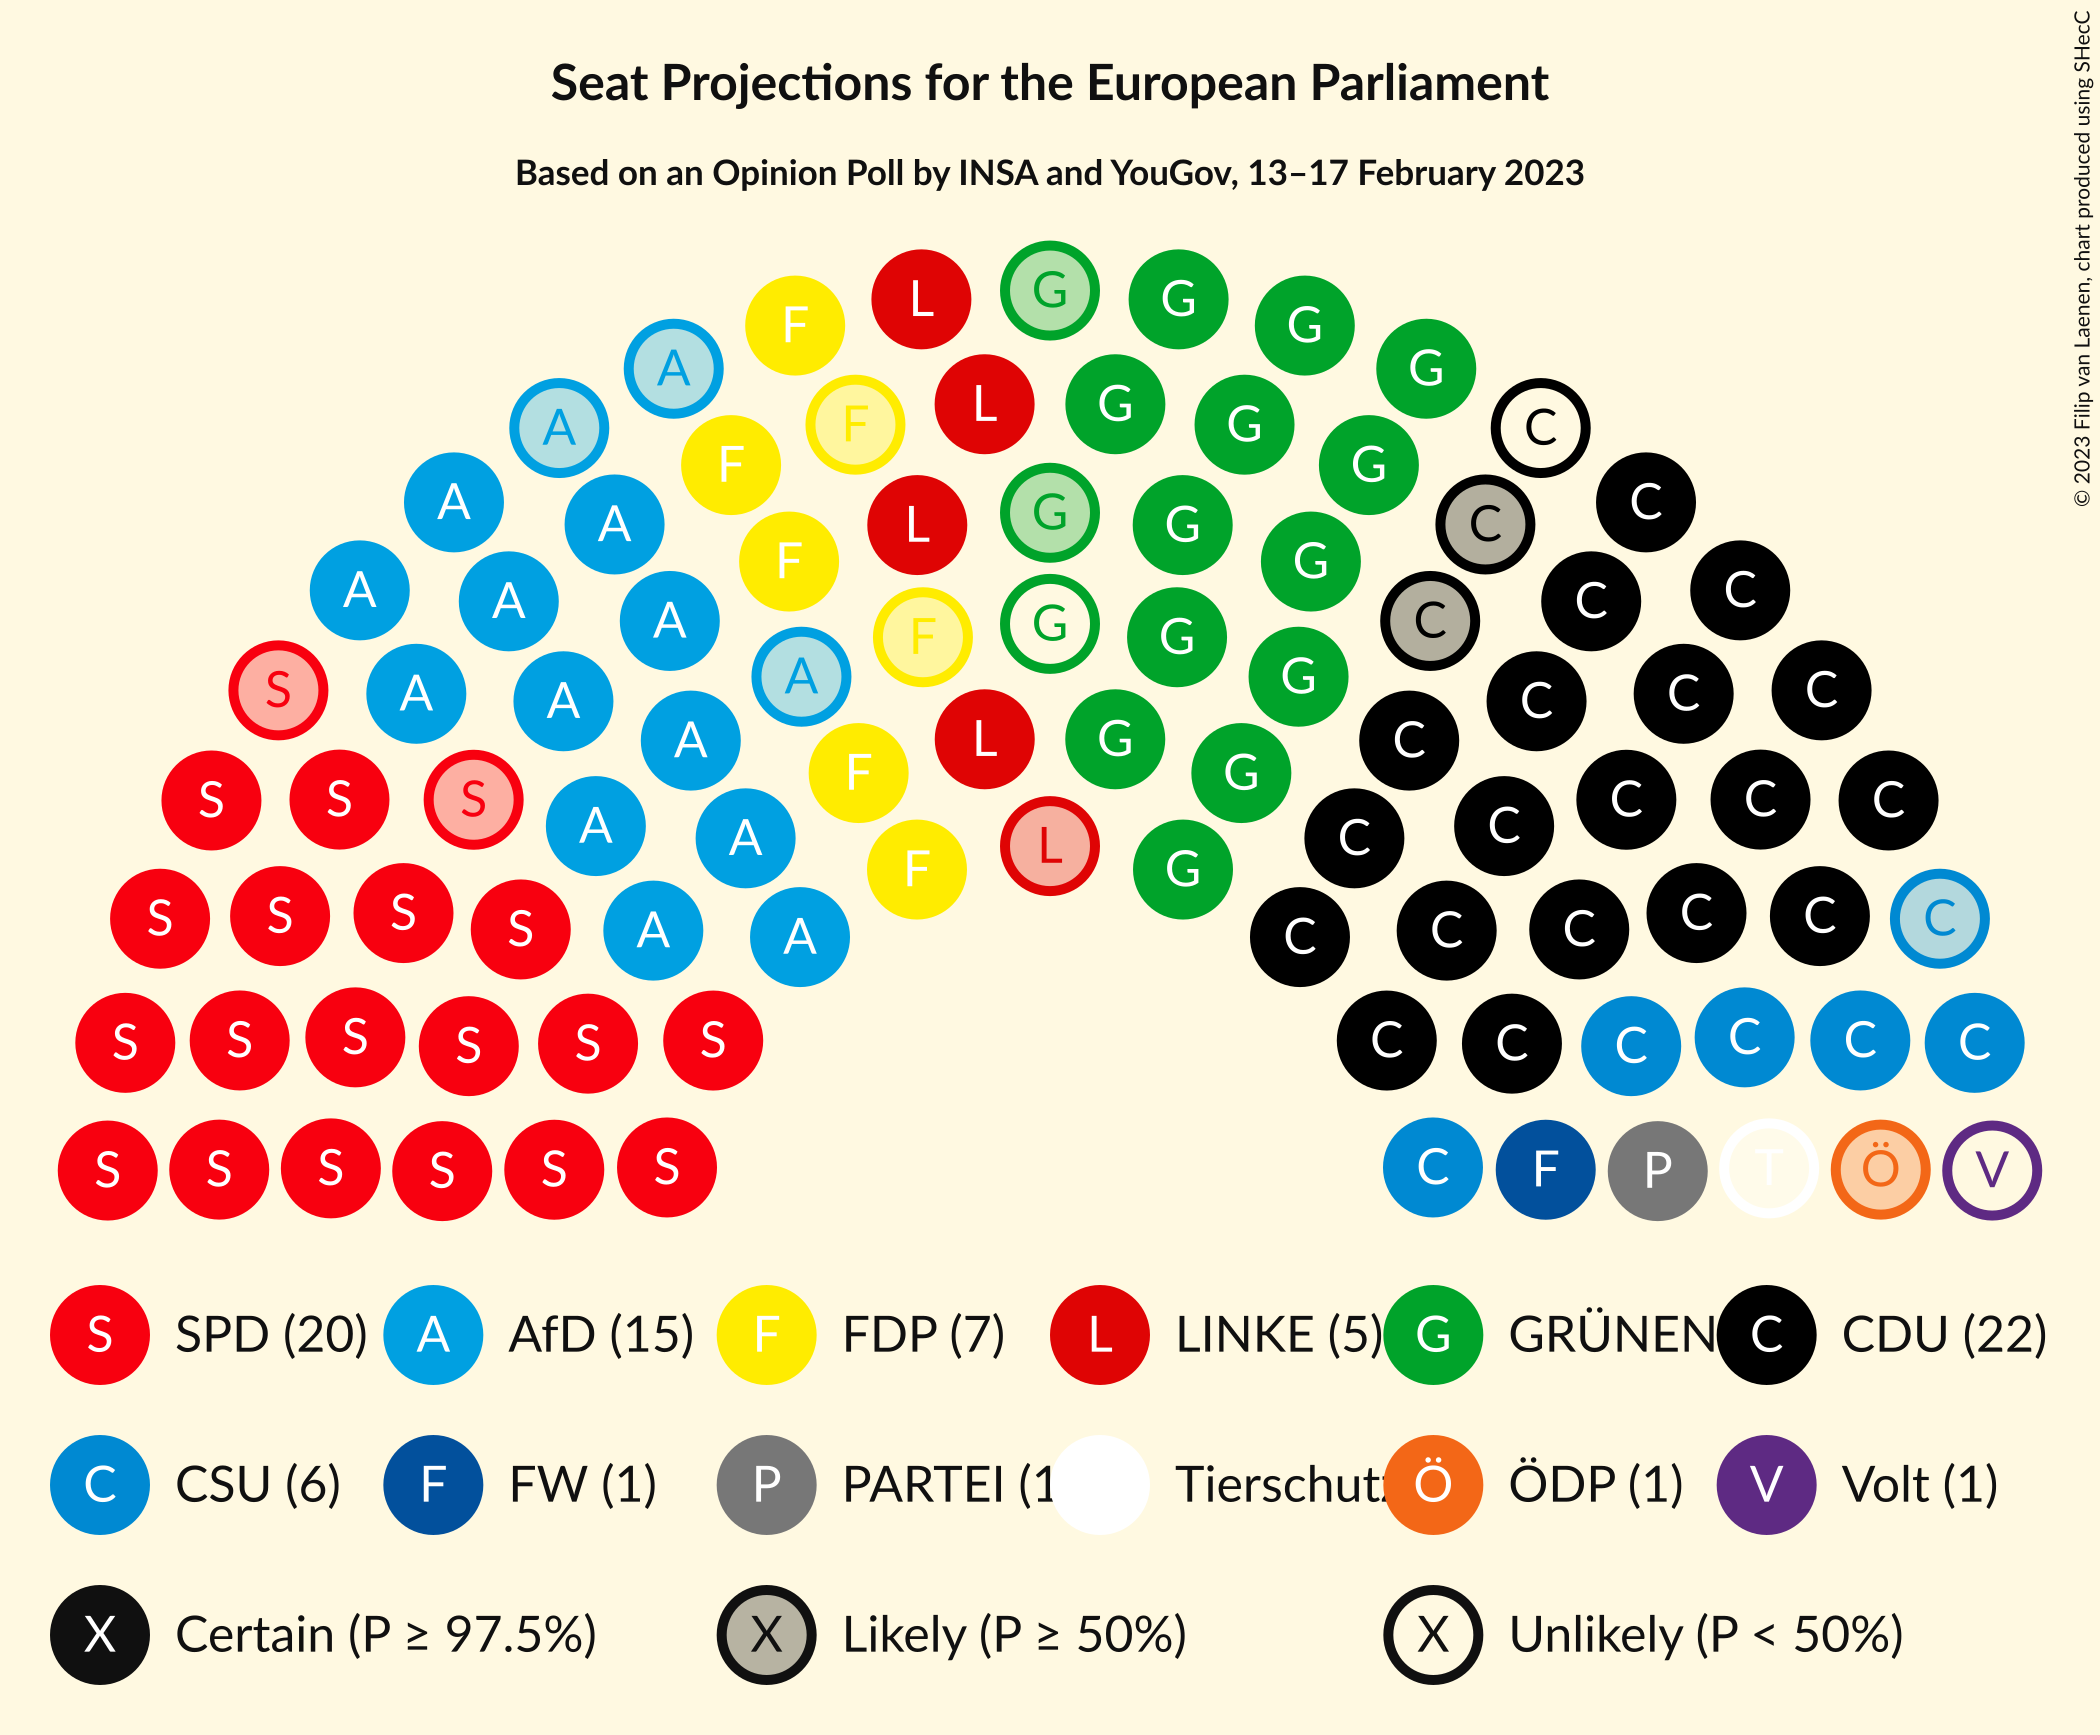 Seat Projections for the European Parliament
Based on an Opinion Poll by INSA and YouGov, 13–17 February 2023
© 2023 Filip van Laenen, chart produced using SHecC
L G G
F G
A L G G G
A F G C
F G
A A L G G F C C
A A F G C C
A A F G G C C
S A A A L G G C C C C
S S S A A F G C C C C C
S S S S A A F L G C C C C C C
S S S S S S C C C C C C
S S S S S S C F P T Ö V
S SPD (20) A AfD (15) F FDP (7) L LINKE (5) G GRÜNEN C CDU (22)
C CSU (6) F FW (1) P PARTEI (1 Tierschutz Ö ÖDP (1) V Volt (1)
X Certain (P ≥ 97.5%) X Likely (P ≥ 50%) X Unlikely (P < 50%)